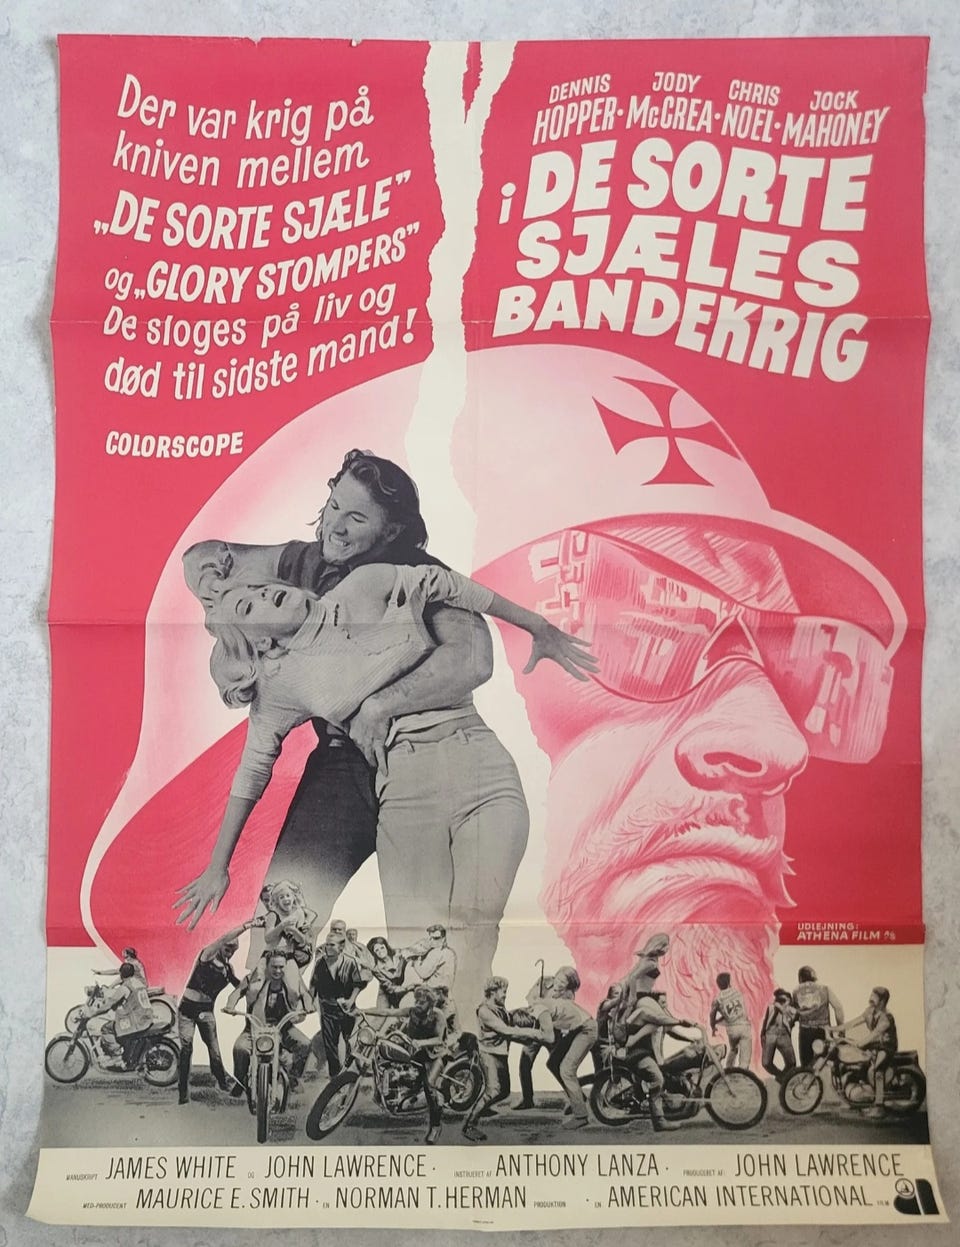 Der var krig på
kniven mellem
„DE SORTE SJÆLE”
og „GLORY STOMPERS”
De sloges på liv og
død til sidste mand!
COLORSCOPE
DENNIS HOPPER · JODY McCREA · CHRIS NOEL · JOCK MAHONEY
i DE SORTE
SJÆLES
BANDEKRIG
UDLEJNING:
ATHENA FILM A/S
MANUSKRIPT JAMES WHITE OG JOHN LAWRENCE · INSTRUERET AF ANTHONY LANZA · PRODUCERET AF: JOHN LAWRENCE
MED-PRODUCENT MAURICE E. SMITH · EN NORMAN T. HERMAN PRODUKTION · EN AMERICAN INTERNATIONAL FILM